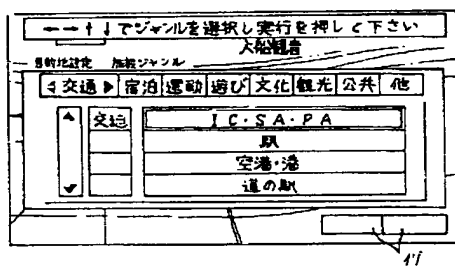 ←→↑↓でジャンルを選択し実行を押して下さい
大船観音
目的地設定 施設ジャンル
◁交通▶ 宿泊 運動 遊び 文化 観光 公共 他
▲ 交通 IC・SA・PA
駅
空港・港
▼ 道の駅